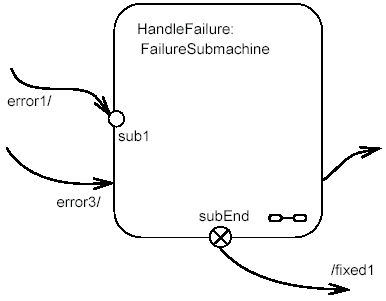 HandleFailure:
FailureSubmachine
error1/
sub1
error3/
subEnd
/fixed1